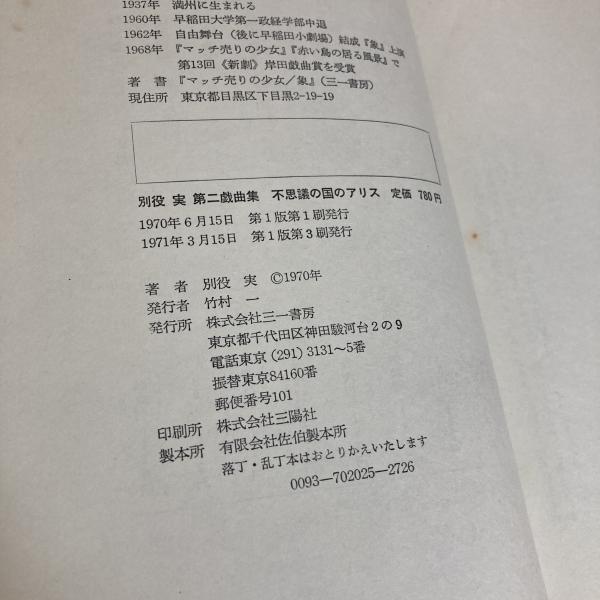 1937年 満州に生まれる
1960年 早稲田大学第一政経学部中退
1962年 自由舞台（後に早稲田小劇場）結成『象』上演
1968年 『マッチ売りの少女』『赤い鳥の居る風景』で
第13回《新劇》岸田戯曲賞を受賞
著書 『マッチ売りの少女／象』（三一書房）
現住所 東京都目黒区下目黒2-19-19
別役 実 第二戯曲集 不思議の国のアリス 定価 780円
1970年6月15日 第1版第1刷発行
1971年3月15日 第1版第3刷発行
著者 別役 実 ©1970年
発行者 竹村 一
発行所 株式会社三一書房
東京都千代田区神田駿河台2の9
電話東京（291）3131〜5番
振替東京84160番
郵便番号101
印刷所 株式会社三陽社
製本所 有限会社佐伯製本所
落丁・乱丁本はおとりかえいたします
0093-702025-2726